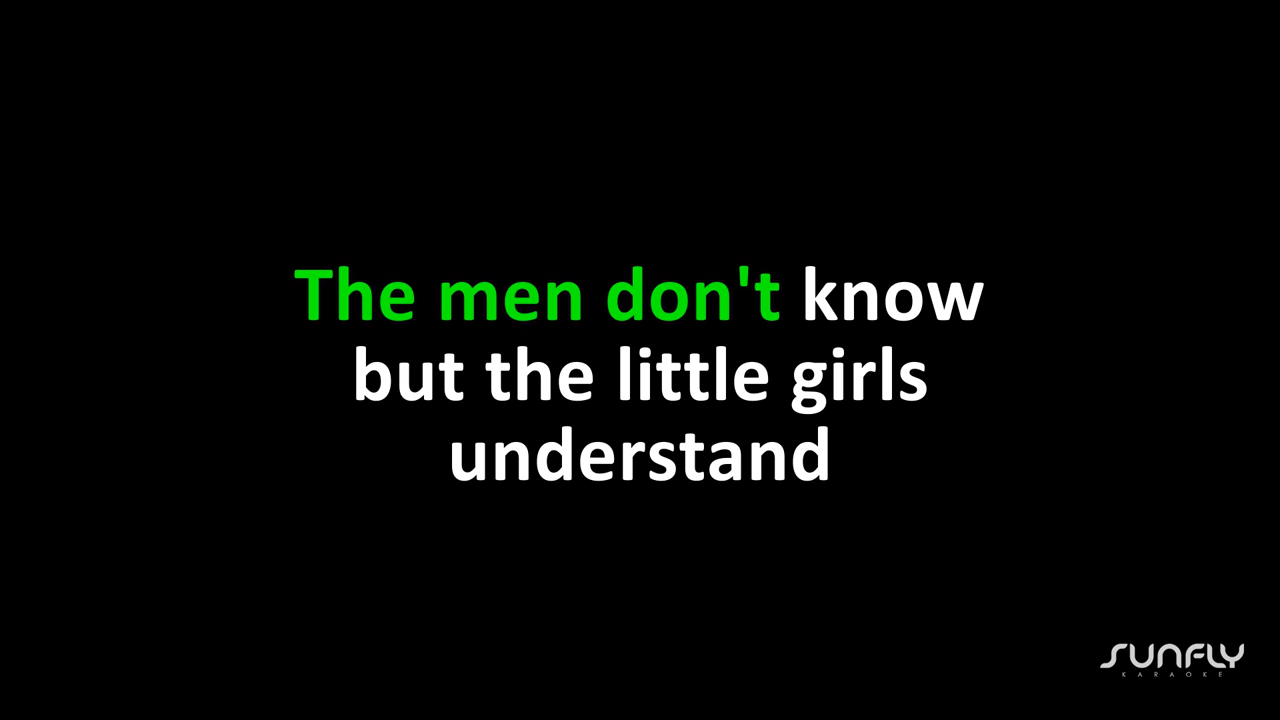 The men don't know
but the little girls
understand
SUNFLY
KARAOKE